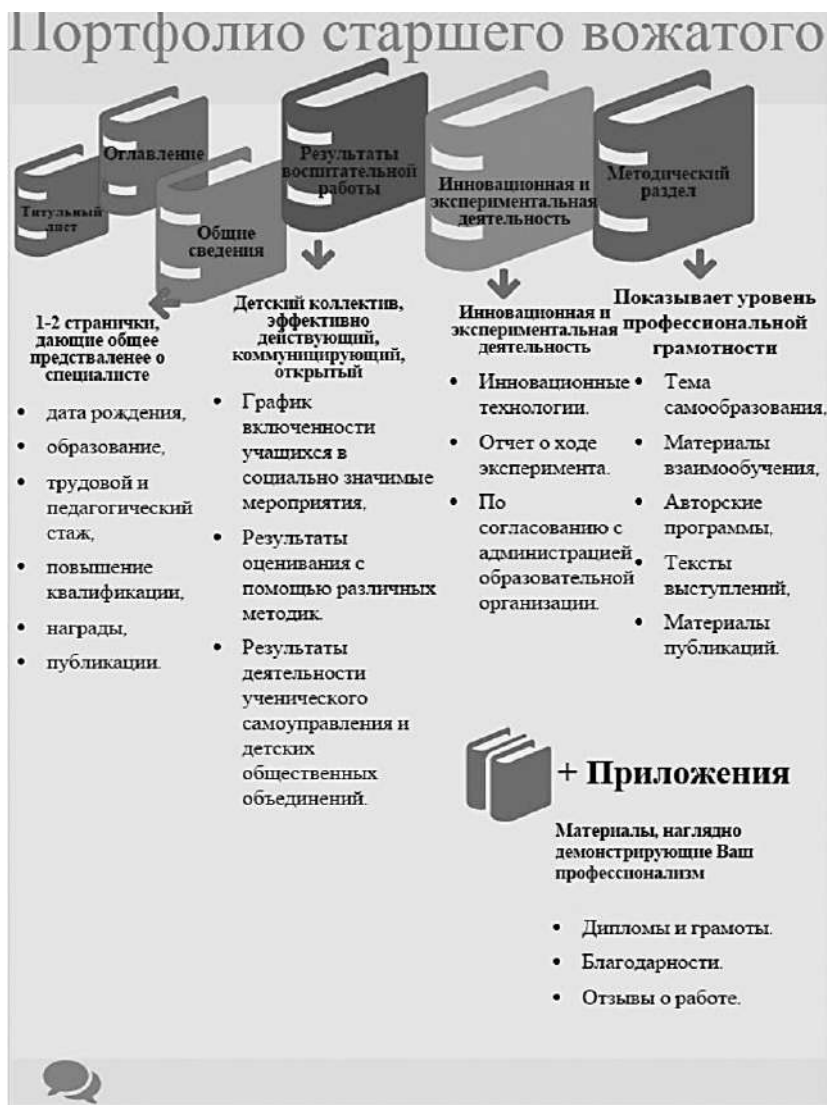 Портфолио старшего вожатого
Титульный
лист
Оглавление
Общие
сведения
Результаты
воспитательной
работы
Инновационная и
экспериментальная
деятельность
Методический
раздел
1-2 странички,
дающие общее
предстваленее о
специалисте
• дата рождения,
• образование,
• трудовой и
педагогический
стаж,
• повышение
квалификации,
• награды,
• публикации.
Детский коллектив,
эффективно
действующий,
коммуницирующий,
открытый
• График
включенности
учащихся в
социально значимые
мероприятия,
• Результаты
оценивания с
помощью различных
методик.
• Результаты
деятельности
ученического
самоуправления и
детских
общественных
объединений.
Инновационная и
экспериментальная
деятельность
• Инновационные
технологии.
• Отчет о ходе
эксперимента.
• По
согласованию с
администрацией
образовательной
организации.
Показывает уровень
профессиональной
грамотности
• Тема
самообразования,
• Материалы
взаимообучения,
• Авторские
программы,
• Тексты
выступлений,
• Материалы
публикаций.
+ Приложения
Материалы, наглядно
демонстрирующие Ваш
профессионализм
• Дипломы и грамоты.
• Благодарности.
• Отзывы о работе.